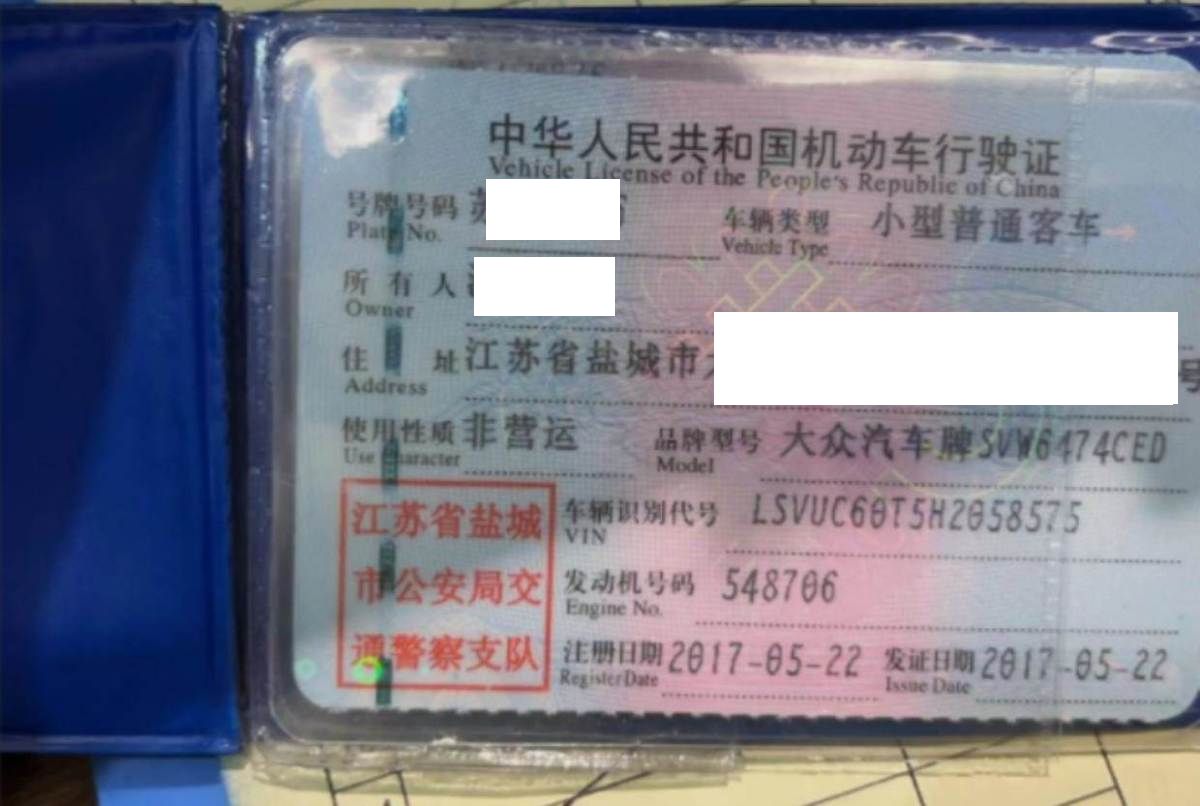 中华人民共和国机动车行驶证
Vehicle License of the People's Republic of China
号牌号码 苏
Plate No.
车辆类型 小型普通客车
Vehicle Type
所有人
Owner
住址 江苏省盐城市 号
Address
使用性质 非营运
Use Character
品牌型号 大众汽车牌SVW6474CED
Model
江苏省盐城
市公安局交
通警察支队
车辆识别代号 LSVUC60T5H2058575
VIN
发动机号码 548706
Engine No.
注册日期 2017-05-22 发证日期 2017-05-22
Register Date Issue Date